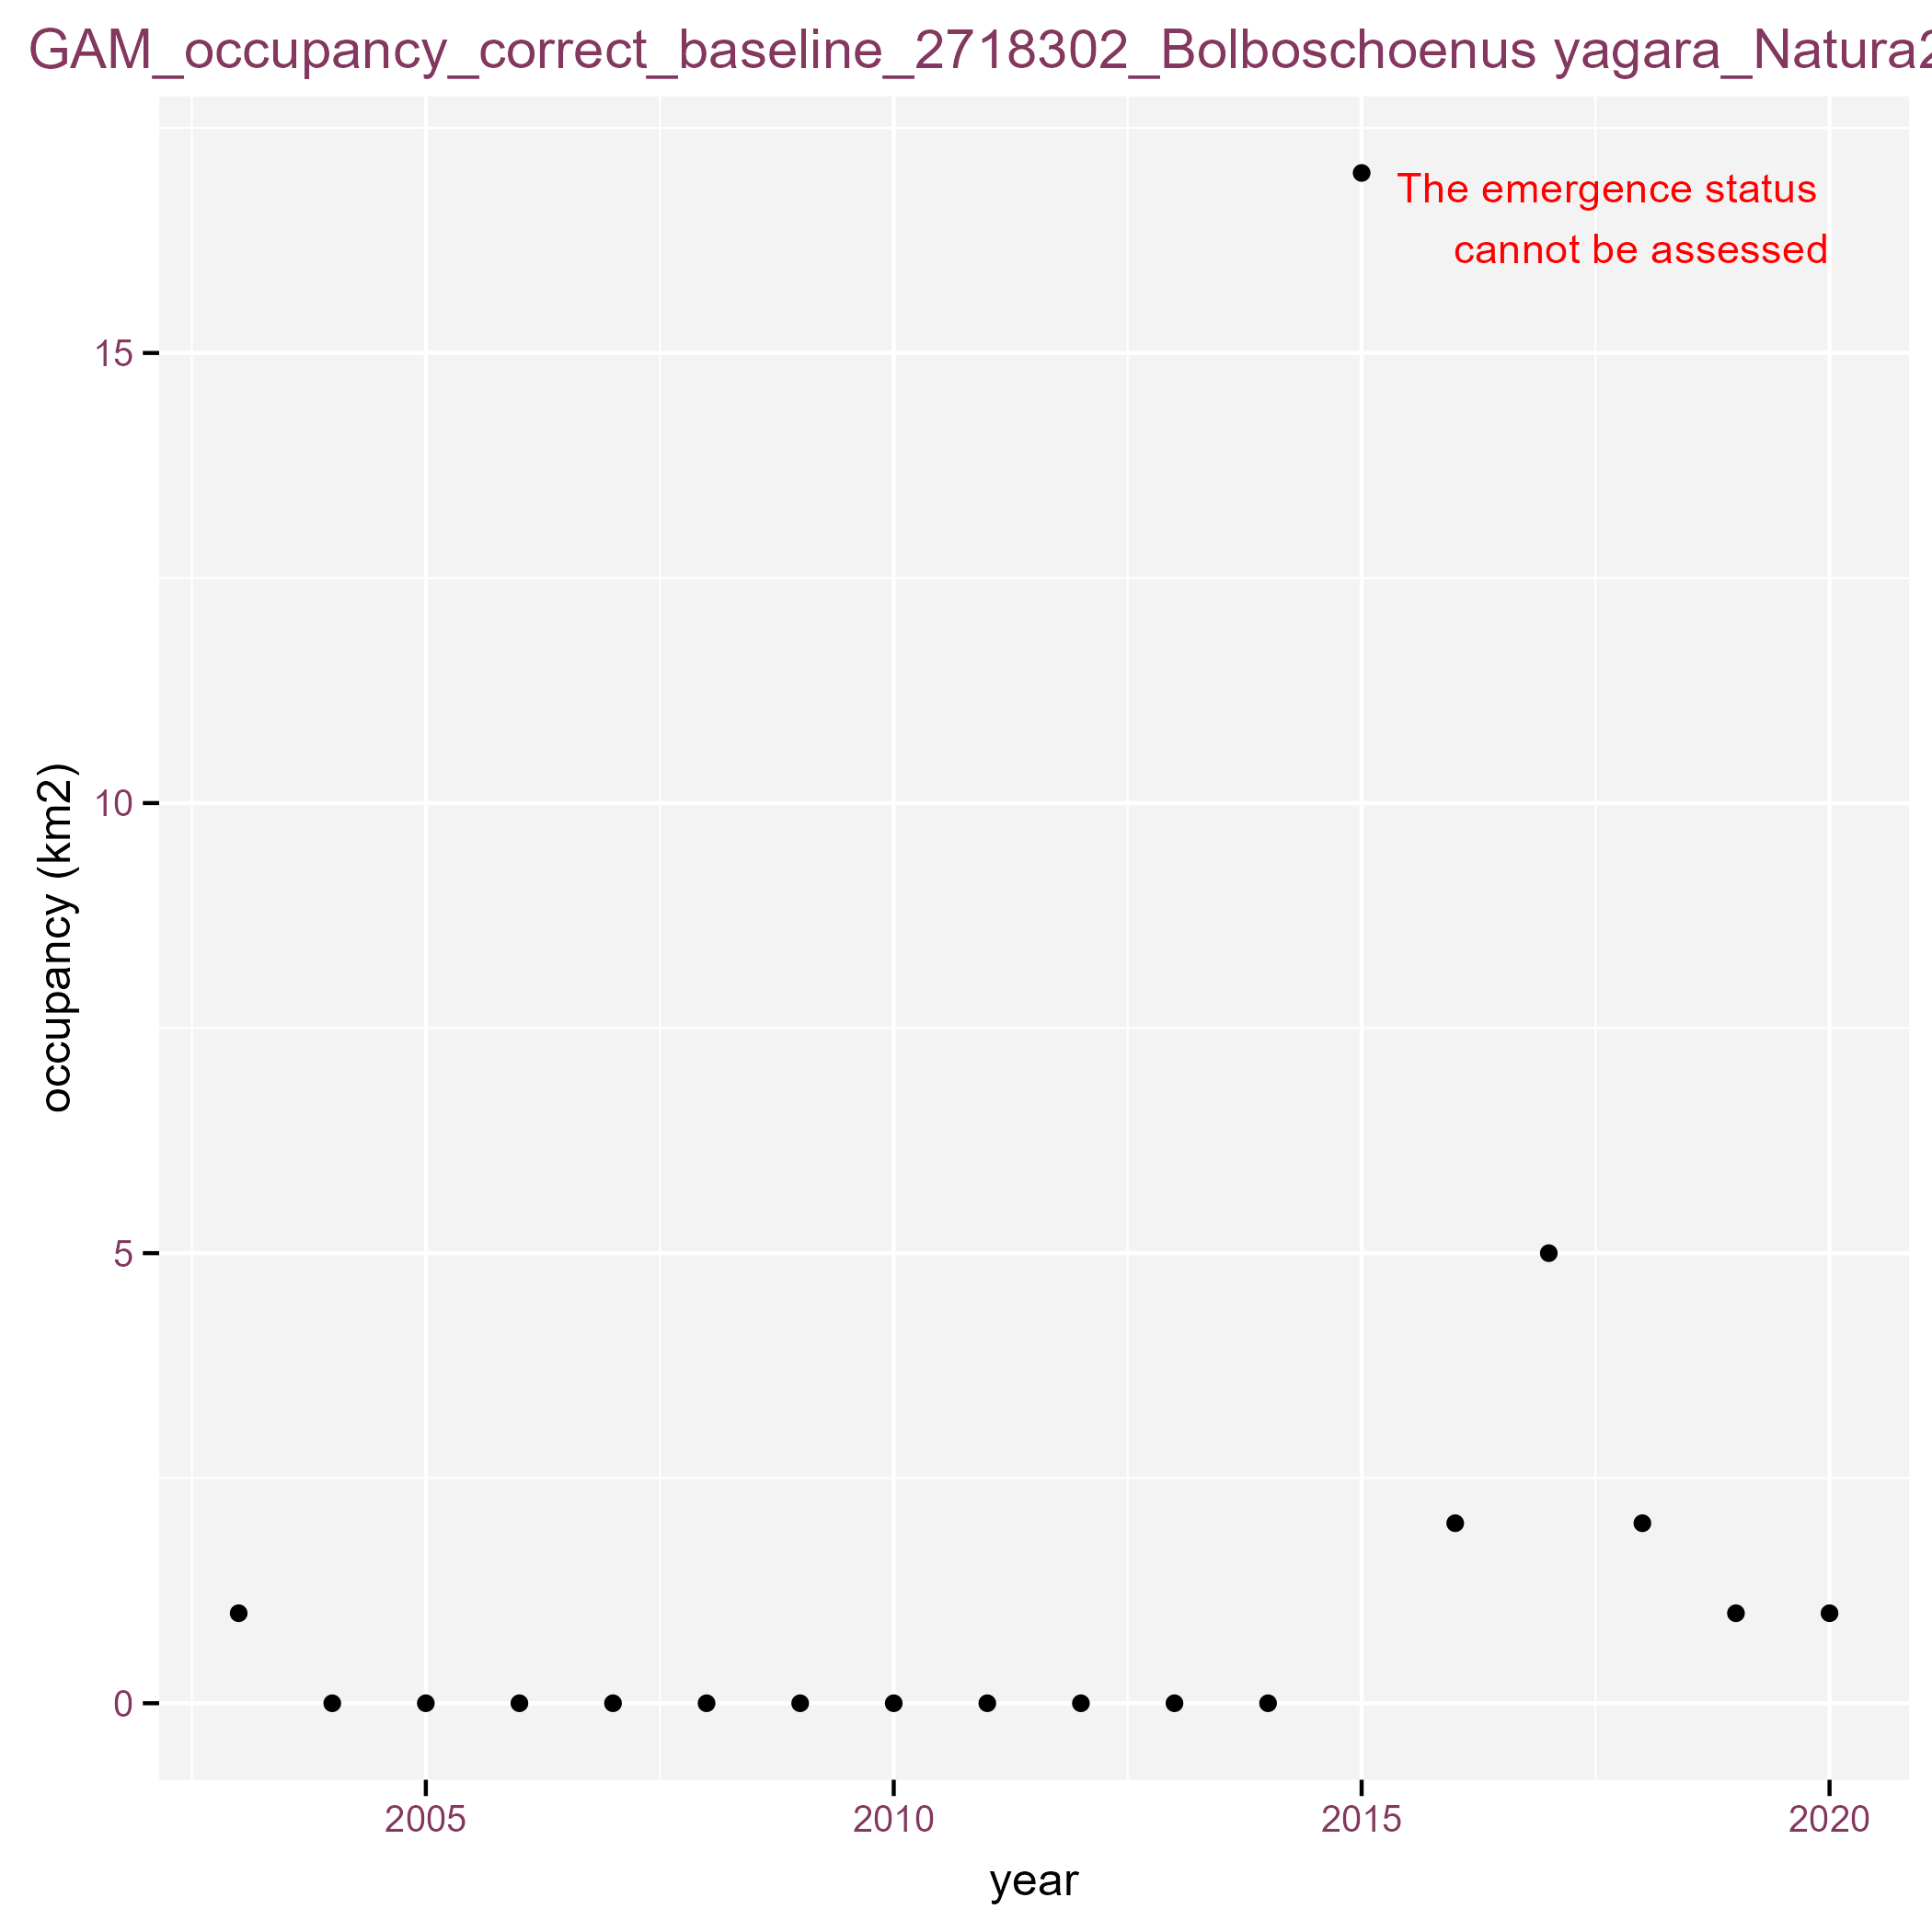 GAM_occupancy_correct_baseline_2718302_Bolboschoenus yagara_Natura2
The emergence status
cannot be assessed
15
10
5
0
occupancy (km2)
2005 2010 2015 2020
year